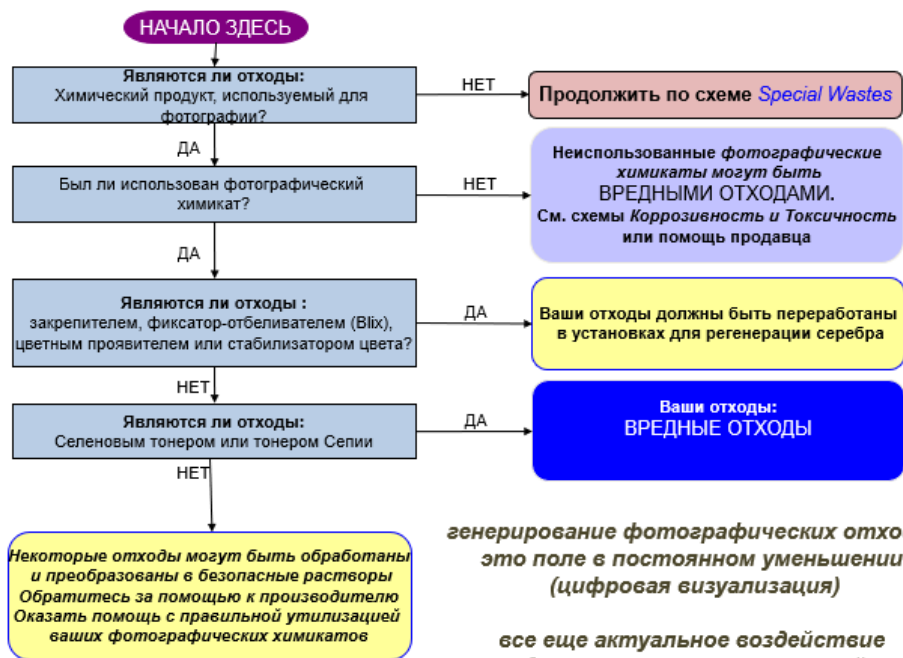 НАЧАЛО ЗДЕСЬ
Являются ли отходы:
Химический продукт, используемый для
фотографии?
НЕТ
Продолжить по схеме Special Wastes
ДА
Был ли использован фотографический
химикат?
НЕТ
Неиспользованные фотографические
химикаты могут быть
ВРЕДНЫМИ ОТХОДАМИ.
См. схемы Коррозивность и Токсичность
или помощь продавца
ДА
Являются ли отходы :
закрепителем, фиксатор-отбеливателем (Blix),
цветным проявителем или стабилизатором цвета?
ДА
Ваши отходы должны быть переработаны
в установках для регенерации серебра
НЕТ
Являются ли отходы:
Селеновым тонером или тонером Сепии
ДА
Ваши отходы:
ВРЕДНЫЕ ОТХОДЫ
НЕТ
Некоторые отходы могут быть обработаны
и преобразованы в безопасные растворы
Обратитесь за помощью к производителю
Оказать помощь с правильной утилизацией
ваших фотографических химикатов
генерирование фотографических отхо
это поле в постоянном уменьшении
(цифровая визуализация)
все еще актуальное воздействие